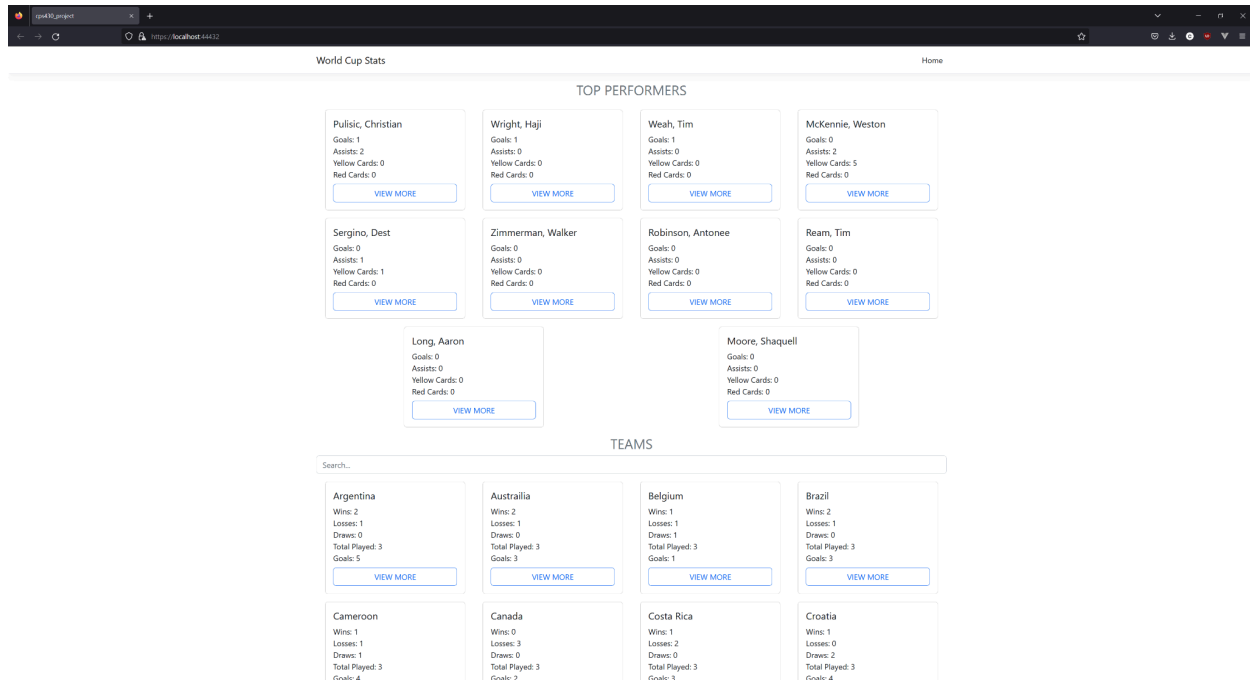 cps430_project
https://localhost:44432
World Cup Stats
Home
TOP PERFORMERS
Pulisic, Christian
Goals: 1
Assists: 2
Yellow Cards: 0
Red Cards: 0
VIEW MORE
Wright, Haji
Goals: 1
Assists: 0
Yellow Cards: 0
Red Cards: 0
VIEW MORE
Weah, Tim
Goals: 1
Assists: 0
Yellow Cards: 0
Red Cards: 0
VIEW MORE
McKennie, Weston
Goals: 0
Assists: 2
Yellow Cards: 5
Red Cards: 0
VIEW MORE
Sergino, Dest
Goals: 0
Assists: 1
Yellow Cards: 1
Red Cards: 0
VIEW MORE
Zimmerman, Walker
Goals: 0
Assists: 0
Yellow Cards: 0
Red Cards: 0
VIEW MORE
Robinson, Antonee
Goals: 0
Assists: 0
Yellow Cards: 0
Red Cards: 0
VIEW MORE
Ream, Tim
Goals: 0
Assists: 0
Yellow Cards: 0
Red Cards: 0
VIEW MORE
Long, Aaron
Goals: 0
Assists: 0
Yellow Cards: 0
Red Cards: 0
VIEW MORE
Moore, Shaquell
Goals: 0
Assists: 0
Yellow Cards: 0
Red Cards: 0
VIEW MORE
TEAMS
Search...
Argentina
Wins: 2
Losses: 1
Draws: 0
Total Played: 3
Goals: 5
VIEW MORE
Austrailia
Wins: 2
Losses: 1
Draws: 0
Total Played: 3
Goals: 3
VIEW MORE
Belgium
Wins: 1
Losses: 1
Draws: 1
Total Played: 3
Goals: 1
VIEW MORE
Brazil
Wins: 2
Losses: 1
Draws: 0
Total Played: 3
Goals: 3
VIEW MORE
Cameroon
Wins: 1
Losses: 1
Draws: 1
Total Played: 3
Goals: 4
Canada
Wins: 0
Losses: 3
Draws: 0
Total Played: 3
Goals: 2
Costa Rica
Wins: 1
Losses: 2
Draws: 0
Total Played: 3
Goals: 3
Croatia
Wins: 1
Losses: 0
Draws: 2
Total Played: 3
Goals: 4